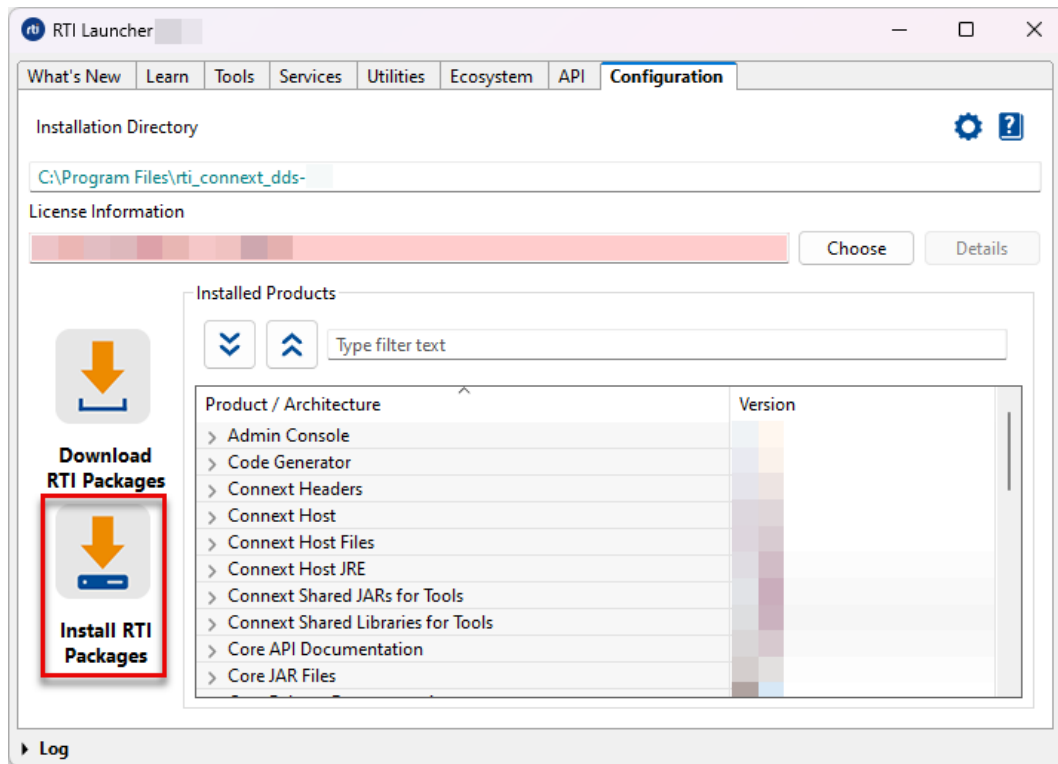 rti RTI Launcher
What's New Learn Tools Services Utilities Ecosystem API Configuration
Installation Directory
?
C:\Program Files\rti_connext_dds-
License Information
Choose Details
Installed Products
Type filter text
Product / Architecture Version
Admin Console
Code Generator
Connext Headers
Connext Host
Connext Host Files
Connext Host JRE
Connext Shared JARs for Tools
Connext Shared Libraries for Tools
Core API Documentation
Core JAR Files
Download
RTI Packages
Install RTI
Packages
Log